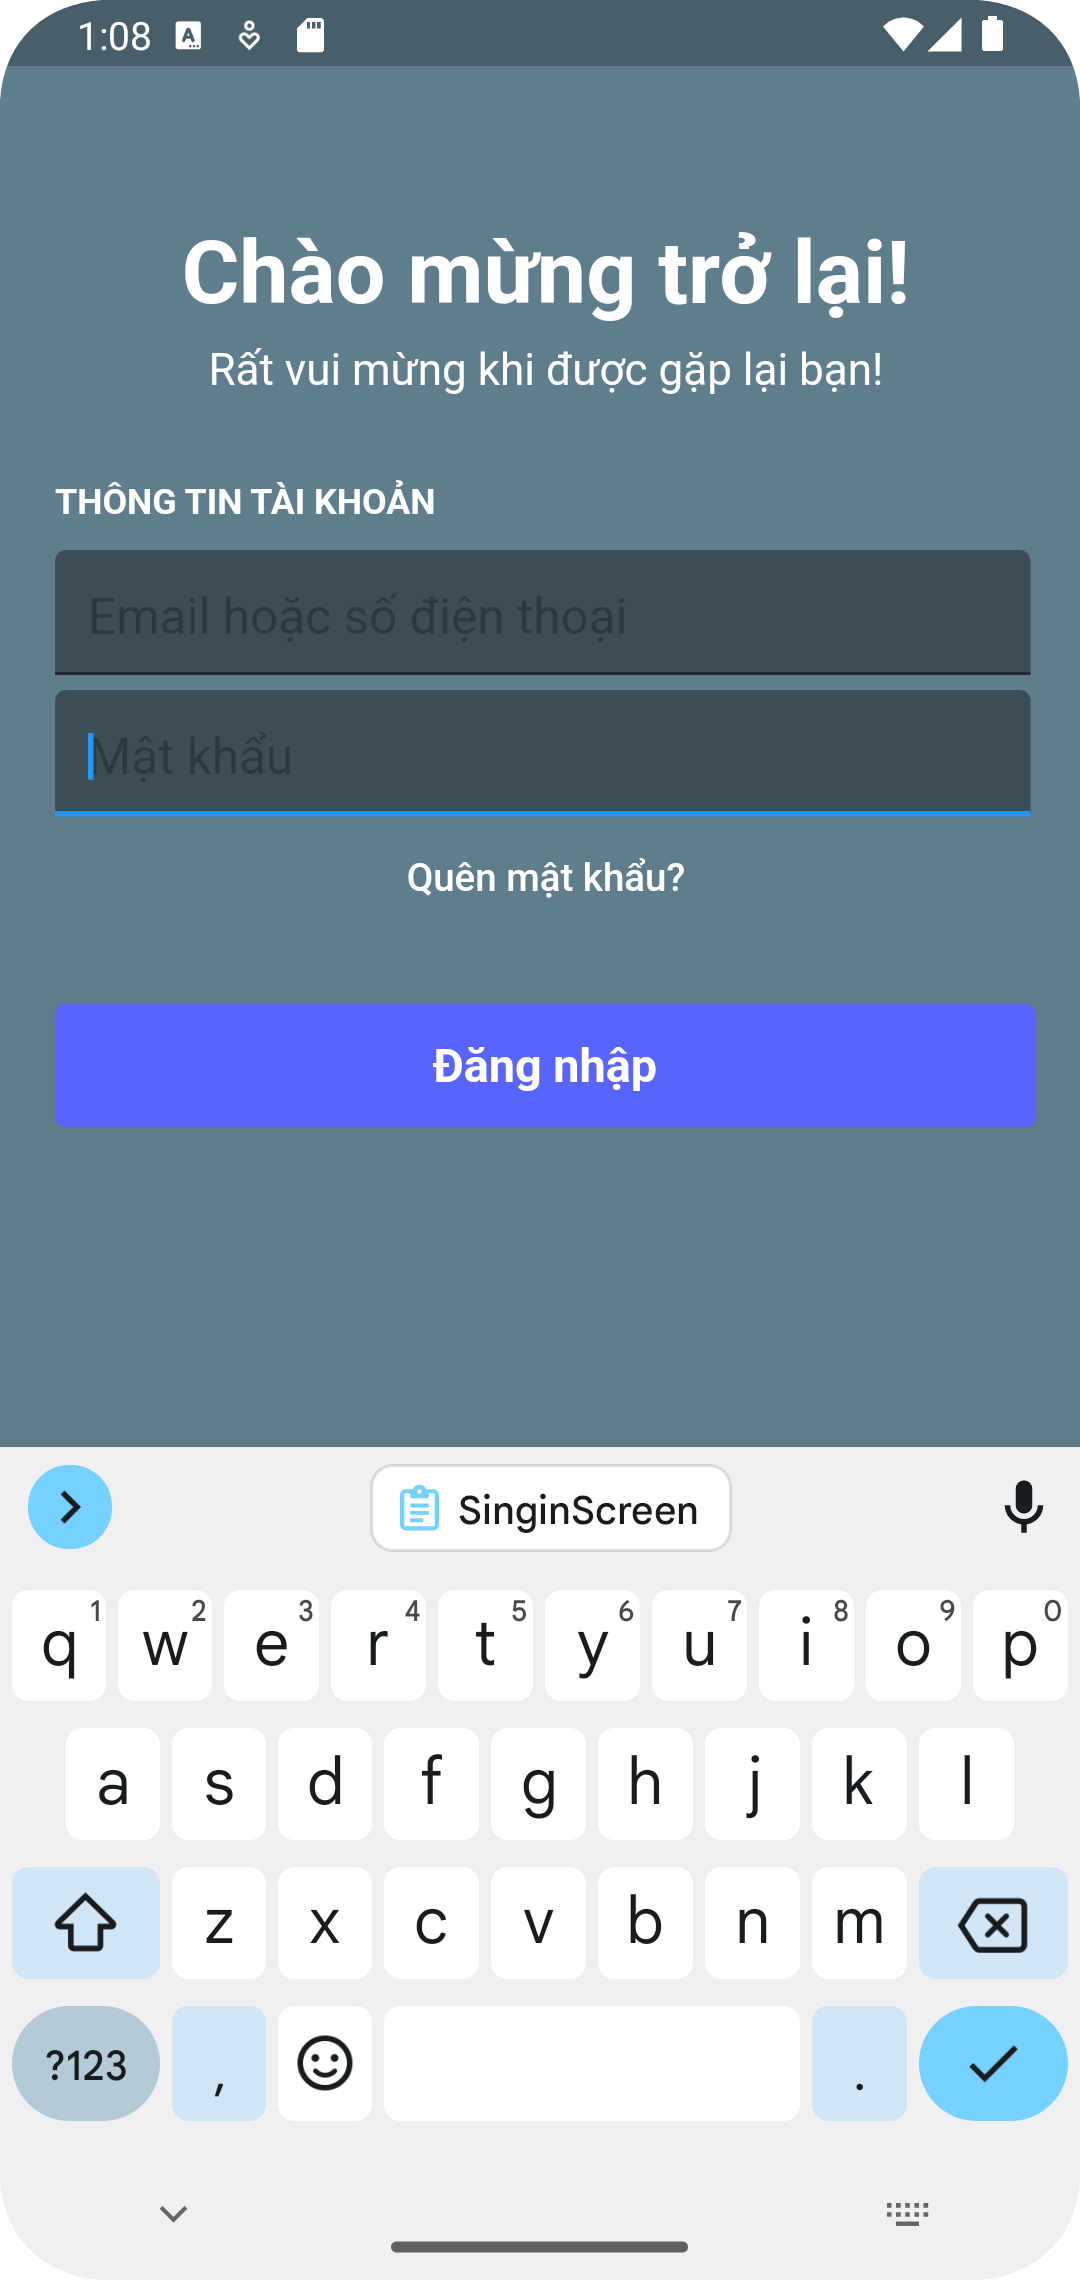 1:08
Chào mừng trở lại!
Rất vui mừng khi được gặp lại bạn!
THÔNG TIN TÀI KHOẢN
Email hoặc số điện thoại
Mật khẩu
Quên mật khẩu?
Đăng nhập
SinginScreen
q 1 w 2 e 3 r 4 t 5 y 6 u 7 i 8 o 9 p 0
a s d f g h j k l
z x c v b n m
?123 , .